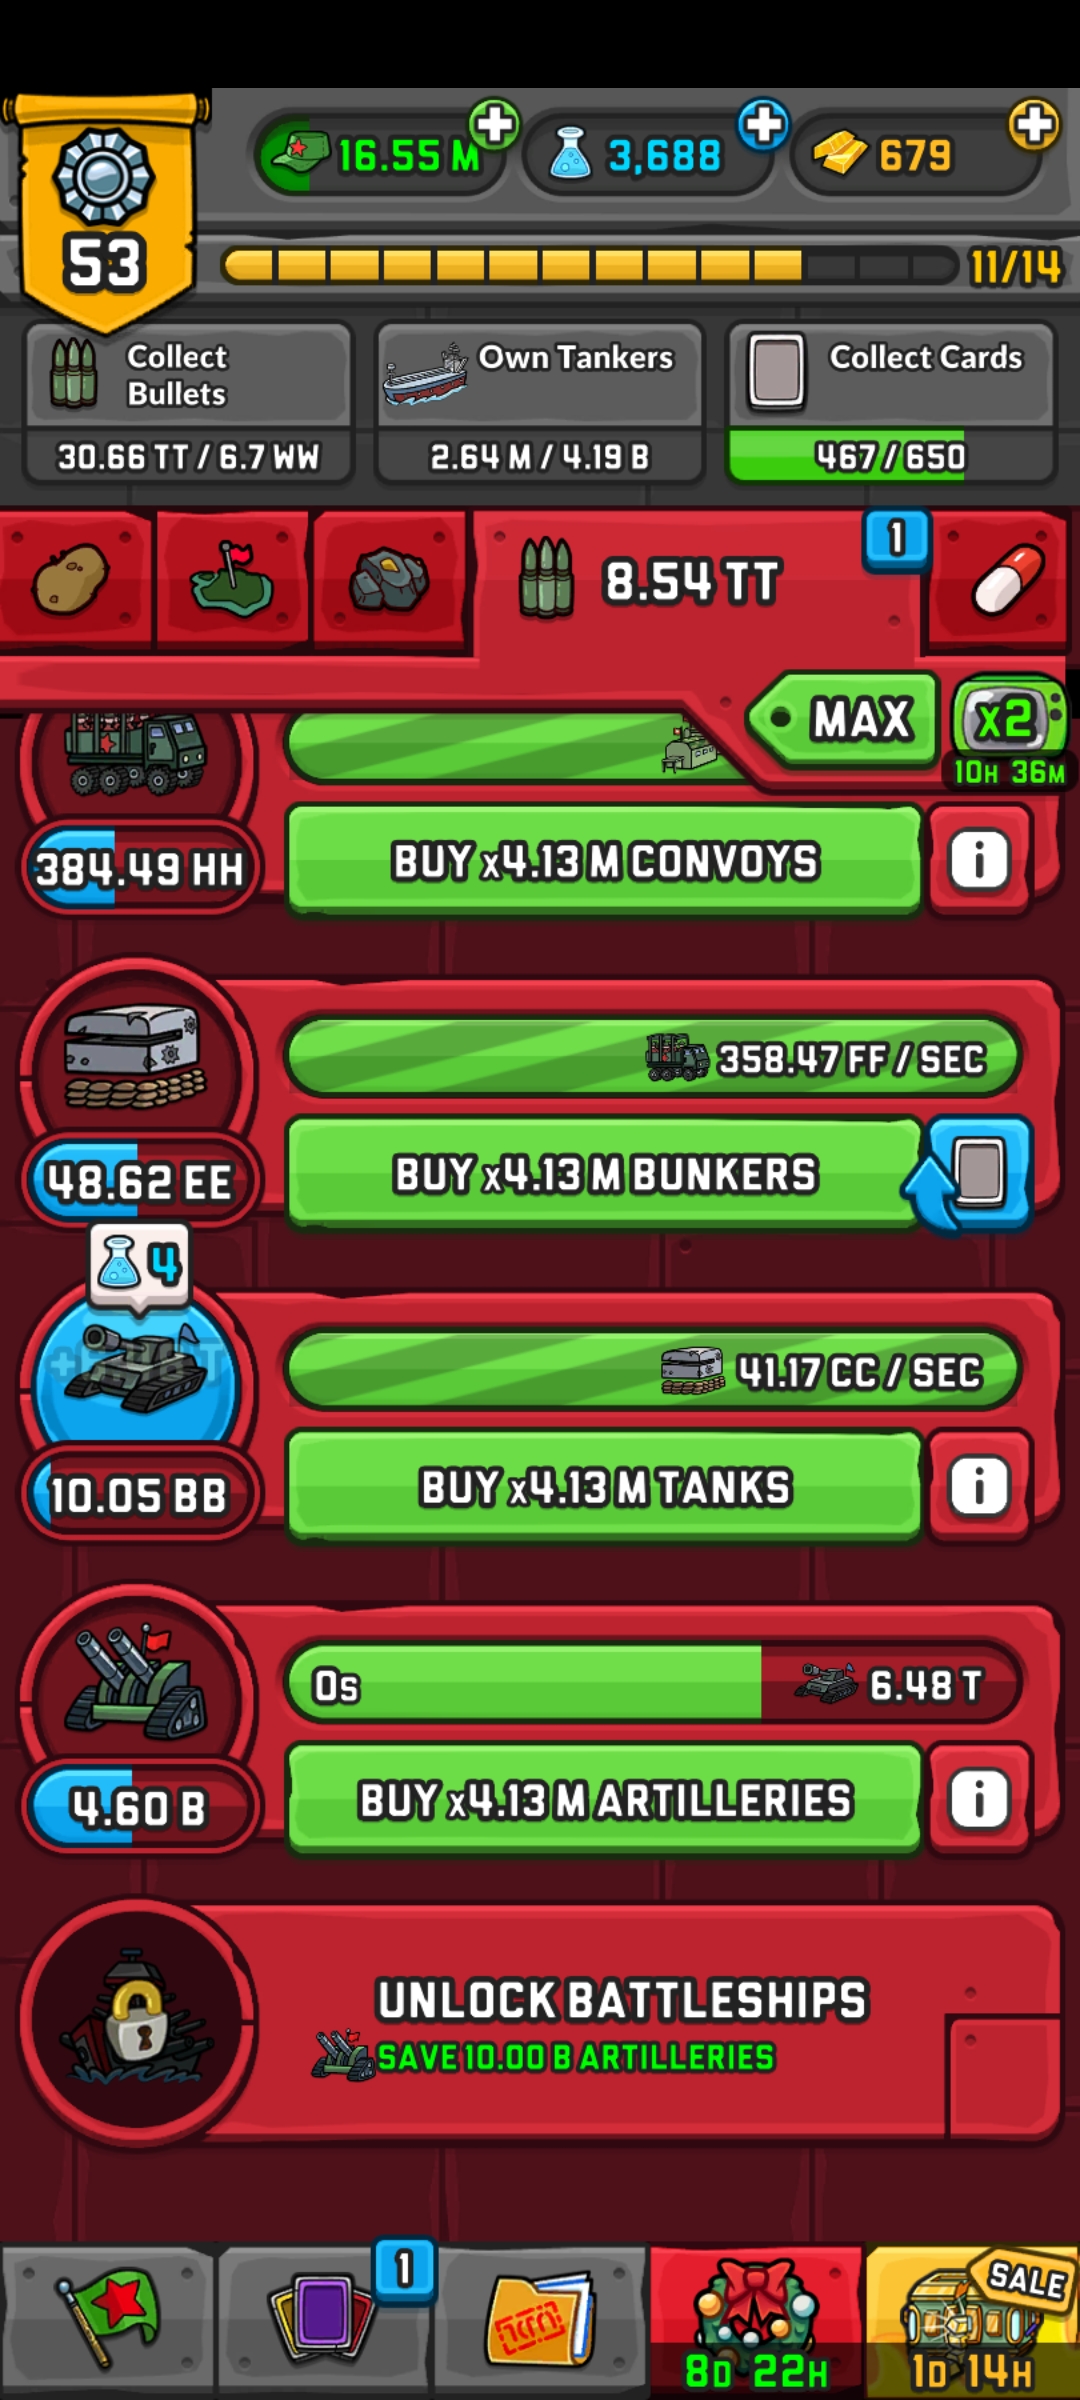 53
16.55 M
3,688
679
11/14
Collect
Bullets
30.66 TT / 6.7 WW
Own Tankers
2.64 M / 4.19 B
Collect Cards
467 / 650
8.54 TT
1
MAX
x2
10H 36M
384.49 HH
BUY x4.13 M CONVOYS
i
358.47 FF / SEC
48.62 EE
BUY x4.13 M BUNKERS
4
41.17 CC / SEC
10.05 BB
BUY x4.13 M TANKS
i
0s
6.48 T
4.60 B
BUY x4.13 M ARTILLERIES
i
UNLOCK BATTLESHIPS
SAVE 10.00 B ARTILLERIES
1
SALE
8D 22H
1D 14H